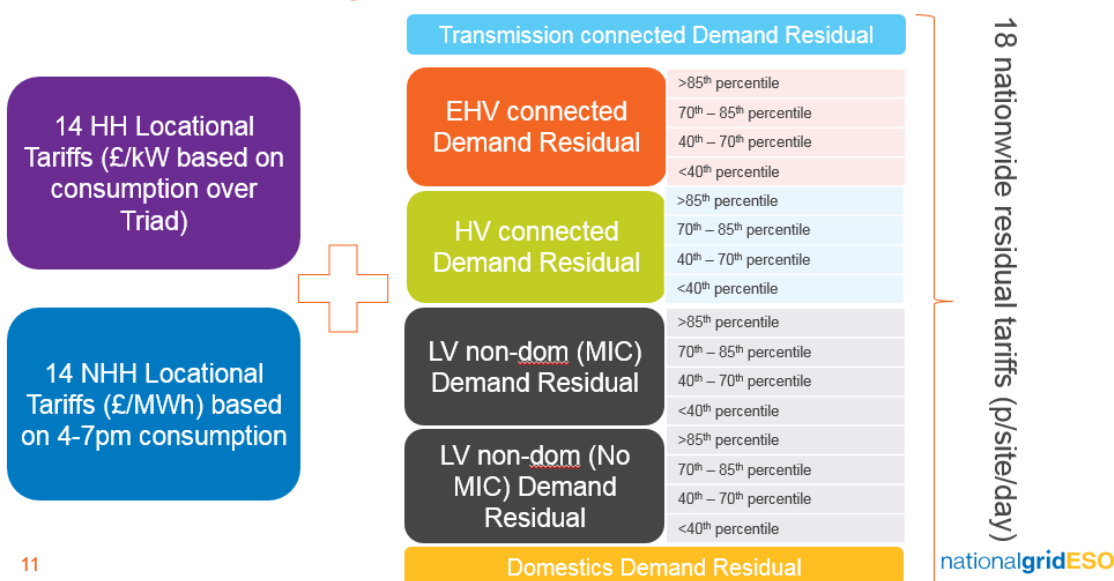 14 HH Locational
Tariffs (£/kW based on
consumption over
Triad)
14 NHH Locational
Tariffs (£/MWh) based
on 4-7pm consumption
Transmission connected Demand Residual
EHV connected
Demand Residual
>85th percentile
70th – 85th percentile
40th – 70th percentile
<40th percentile
HV connected
Demand Residual
>85th percentile
70th – 85th percentile
40th – 70th percentile
<40th percentile
LV non-dom (MIC)
Demand Residual
>85th percentile
70th – 85th percentile
40th – 70th percentile
<40th percentile
LV non-dom (No
MIC) Demand
Residual
>85th percentile
70th – 85th percentile
40th – 70th percentile
<40th percentile
Domestics Demand Residual
18 nationwide residual tariffs (p/site/day)
11
nationalgridESO